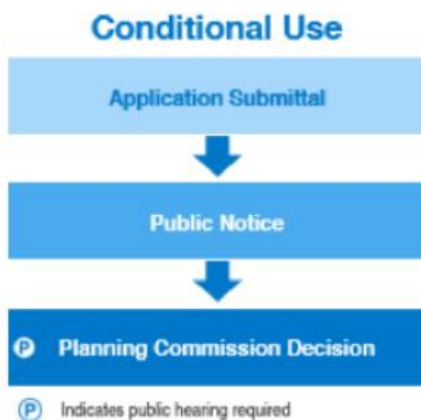 Conditional Use
Application Submittal
Public Notice
P Planning Commission Decision
P Indicates public hearing required